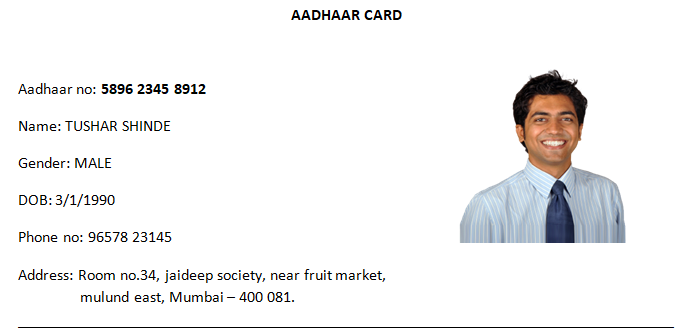 AADHAAR CARD
Aadhaar no: 5896 2345 8912
Name: TUSHAR SHINDE
Gender: MALE
DOB: 3/1/1990
Phone no: 96578 23145
Address: Room no.34, jaideep society, near fruit market,
mulund east, Mumbai – 400 081.